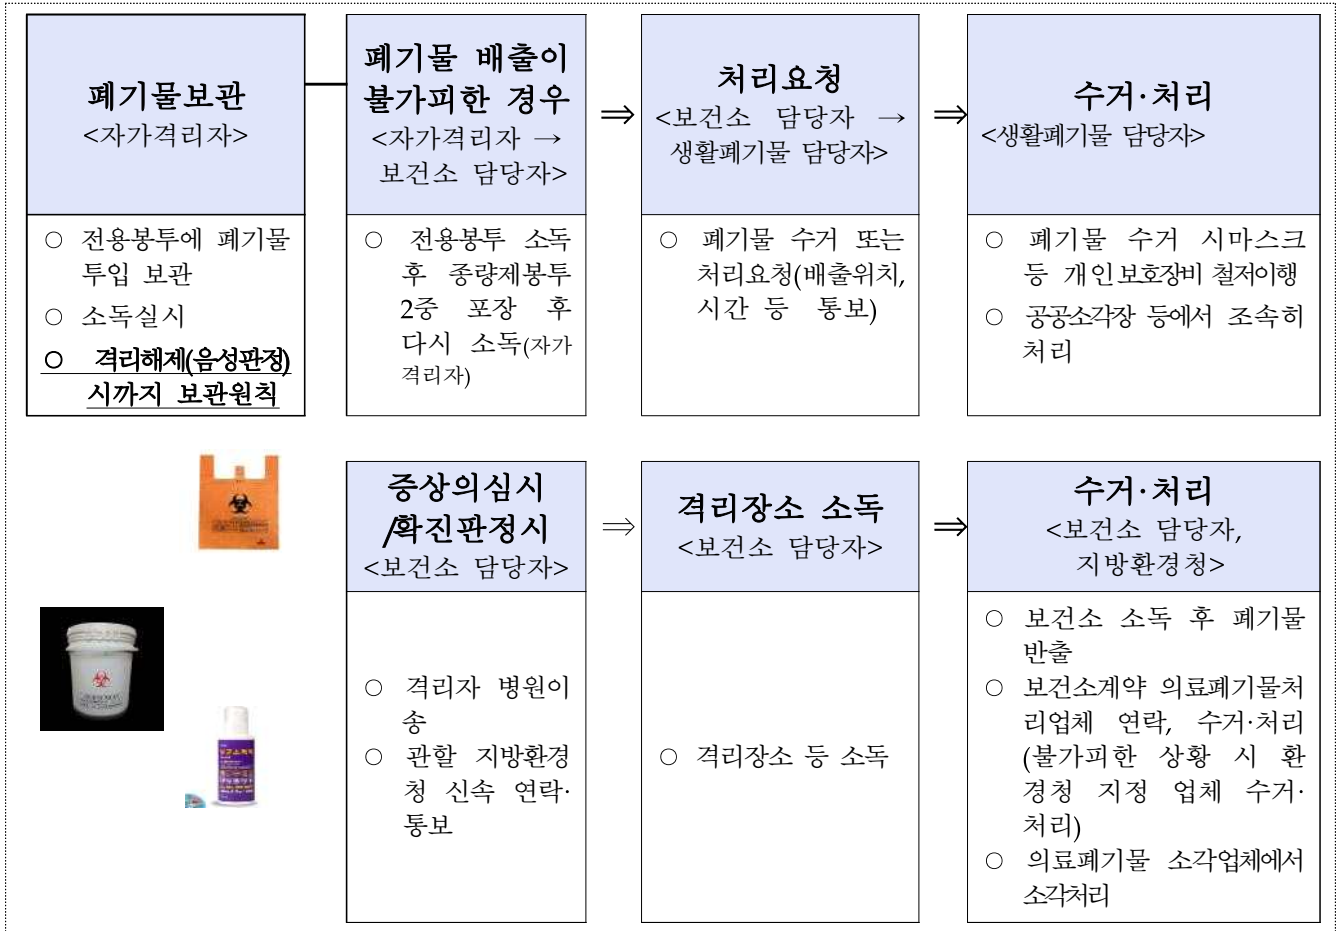 폐기물보관
<자가격리자>
○ 전용봉투에 폐기물
투입 보관
○ 소독실시
○ 격리해제(음성판정)
시까지 보관원칙
폐기물 배출이
불가피한 경우
<자가격리자 →
보건소 담당자>
○ 전용봉투 소독
후 종량제봉투
2중 포장 후
다시 소독(자가
격리자)
⇒
처리요청
<보건소 담당자 →
생활폐기물 담당자>
○ 폐기물 수거 또는
처리요청(배출위치,
시간 등 통보)
⇒
수거·처리
<생활폐기물 담당자>
○ 폐기물 수거 시마스크
등 개인보호장비 철저이행
○ 공공소각장 등에서 조속히
처리
증상의심시
/확진판정시
<보건소 담당자>
○ 격리자 병원이
송
○ 관할 지방환경
청 신속 연락·
통보
⇒
격리장소 소독
<보건소 담당자>
○ 격리장소 등 소독
⇒
수거·처리
<보건소 담당자,
지방환경청>
○ 보건소 소독 후 폐기물
반출
○ 보건소계약 의료폐기물처
리업체 연락, 수거·처리
(불가피한 상황 시 환
경청 지정 업체 수거·
처리)
○ 의료폐기물 소각업체에서
소각처리